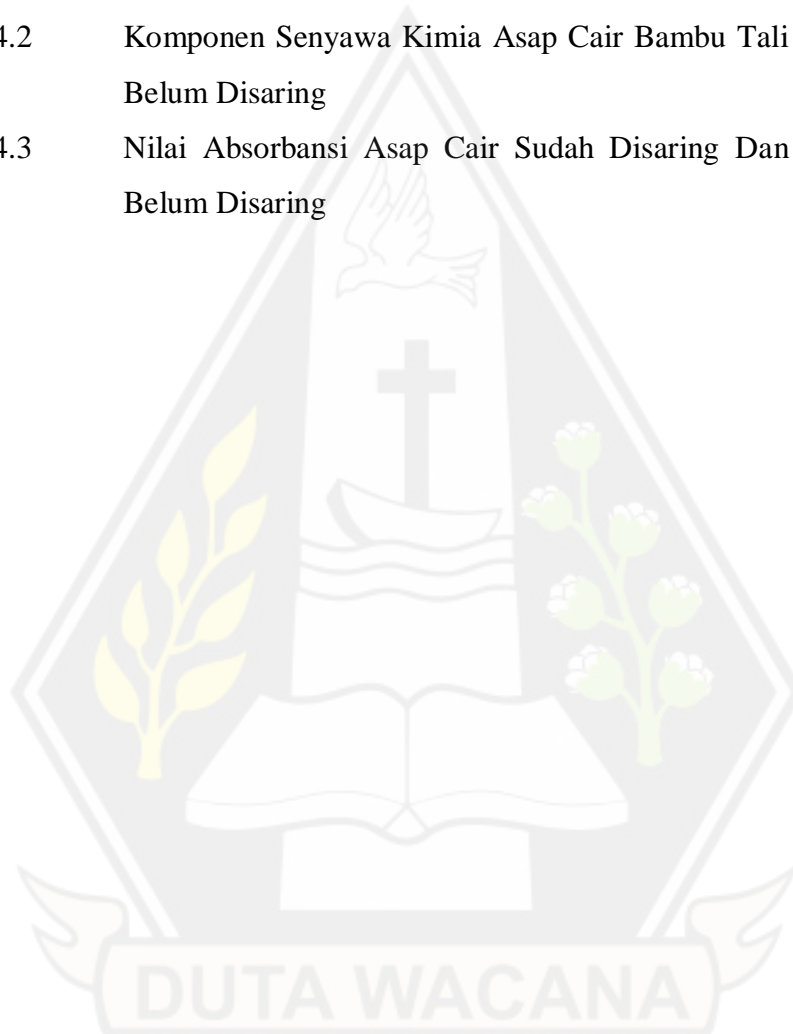 4.2 Komponen Senyawa Kimia Asap Cair Bambu Tali
Belum Disaring
4.3 Nilai Absorbansi Asap Cair Sudah Disaring Dan
Belum Disaring
DUTA WACANA